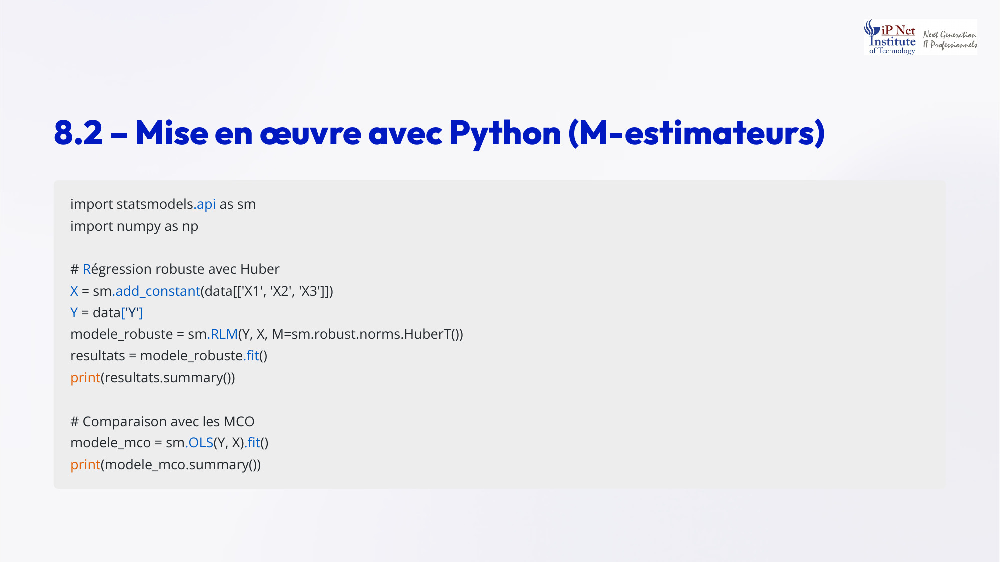 iP Net
Institute
of Technology
Next Generation
IT Professionnels
8.2 – Mise en œuvre avec Python (M-estimateurs)
import statsmodels.api as sm
import numpy as np
# Régression robuste avec Huber
X = sm.add_constant(data[['X1', 'X2', 'X3']])
Y = data['Y']
modele_robuste = sm.RLM(Y, X, M=sm.robust.norms.HuberT())
resultats = modele_robuste.fit()
print(resultats.summary())
# Comparaison avec les MCO
modele_mco = sm.OLS(Y, X).fit()
print(modele_mco.summary())